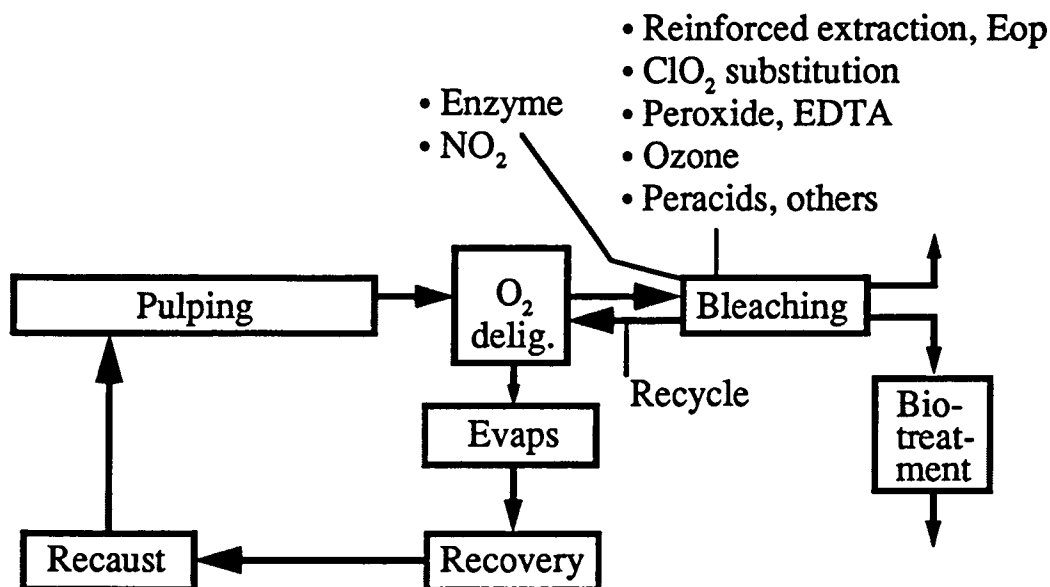 • Reinforced extraction, Eop
• ClO₂ substitution
• Peroxide, EDTA
• Ozone
• Peracids, others
• Enzyme
• NO₂
Pulping
O₂
delig.
Bleaching
Recycle
Evaps
Bio-
treat-
ment
Recaust
Recovery